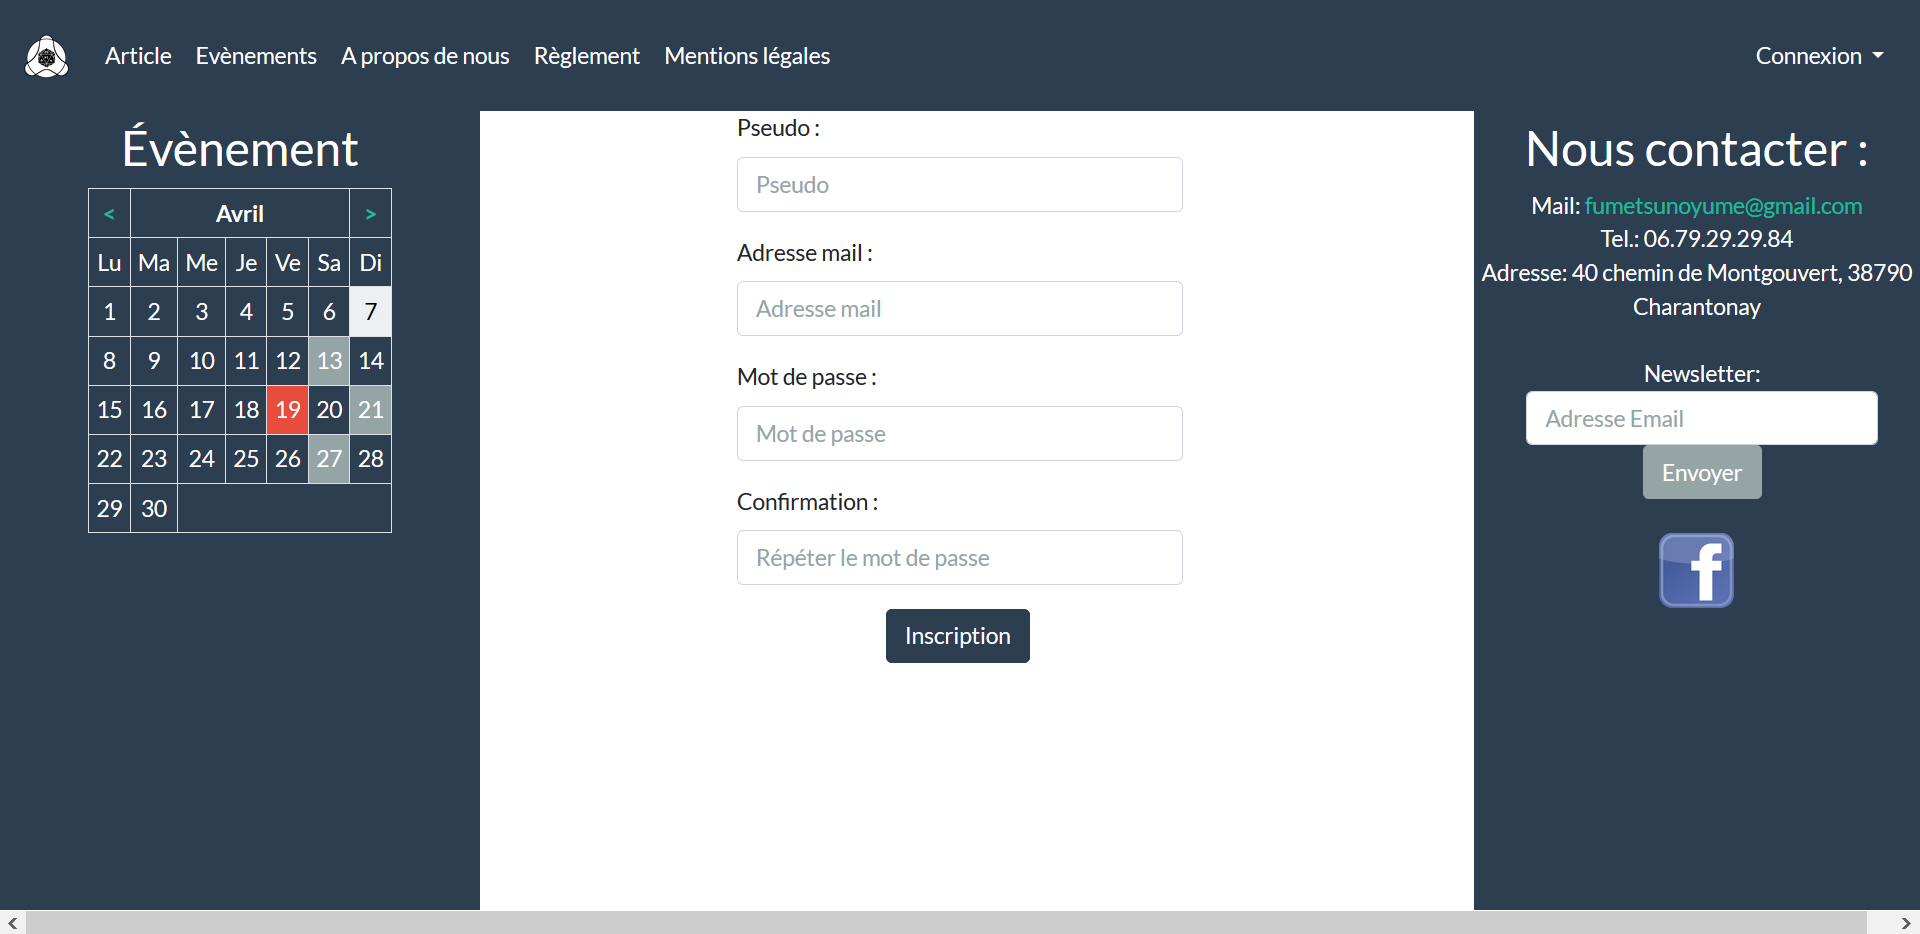 Article Evènements A propos de nous Règlement Mentions légales Connexion
Évènement
< Avril >
Lu Ma Me Je Ve Sa Di
1 2 3 4 5 6 7
8 9 10 11 12 13 14
15 16 17 18 19 20 21
22 23 24 25 26 27 28
29 30
Pseudo :
Pseudo
Adresse mail :
Adresse mail
Mot de passe :
Mot de passe
Confirmation :
Répéter le mot de passe
Inscription
Nous contacter :
Mail: fumetsunoyume@gmail.com
Tel.: 06.79.29.29.84
Adresse: 40 chemin de Montgouvert, 38790
Charantonay
Newsletter:
Adresse Email
Envoyer
f